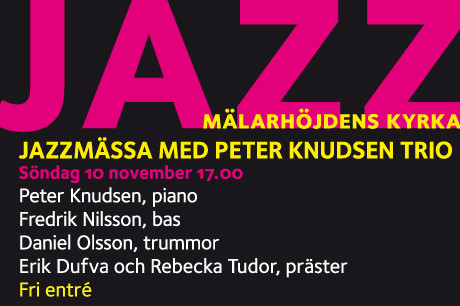 JAZZ
MÄLARHÖJDENS KYRKA
JAZZMÄSSA MED PETER KNUDSEN TRIO
Söndag 10 november 17.00
Peter Knudsen, piano
Fredrik Nilsson, bas
Daniel Olsson, trummor
Erik Dufva och Rebecka Tudor, präster
Fri entré